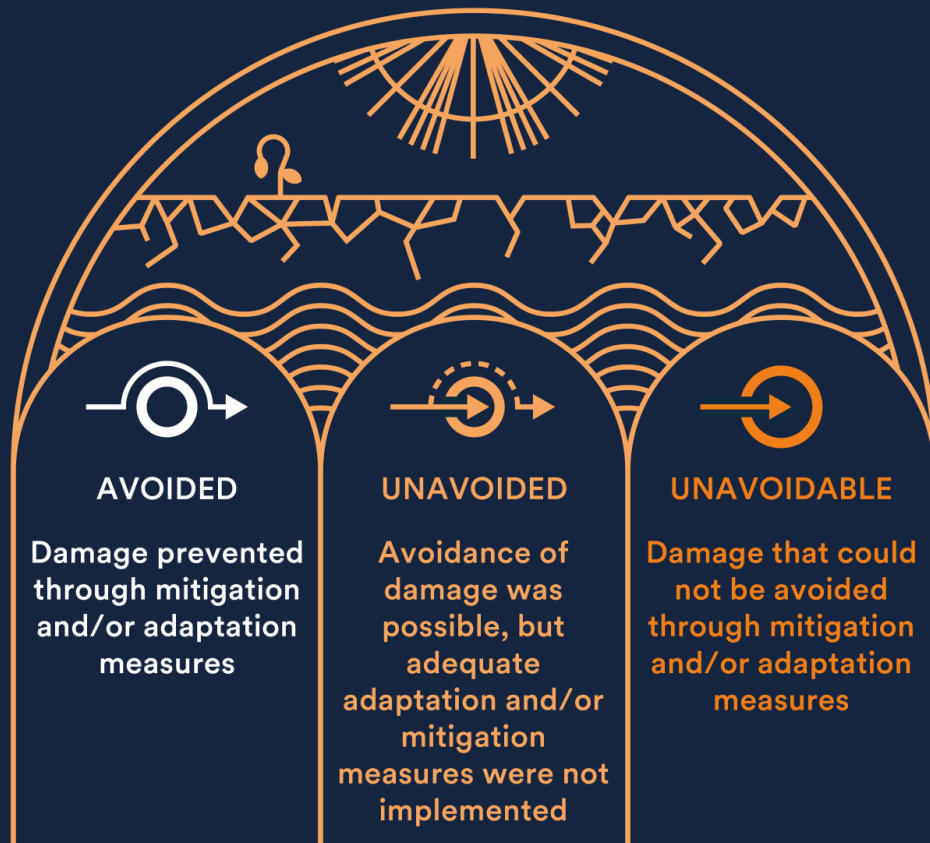 AVOIDED
Damage prevented
through mitigation
and/or adaptation
measures
UNAVOIDED
Avoidance of
damage was
possible, but
adequate
adaptation and/or
mitigation
measures were not
implemented
UNAVOIDABLE
Damage that could
not be avoided
through mitigation
and/or adaptation
measures